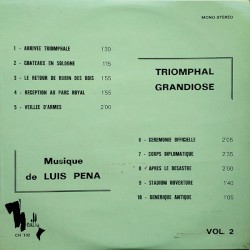 MONO STEREO
1 - ARRIVEE TRIOMPHALE 1'30
2 - CHATEAUX EN SOLOGNE 1'15
3 - LE RETOUR DE ROBIN DES BOIS 1'55
4 - RECEPTION AU PARC ROYAL 1'55
5 - VEILLEE D'ARMES 2'00
TRIOMPHAL
GRANDIOSE
6 - CEREMONIE OFFICIELLE 2'05
7 - CORPS DIPLOMATIQUE 2'35
8 - APRES LE DESASTRE 2'00
9 - STADIUM OUVERTURE 1'40
10 - GENERIQUE ANTIQUE 1'05
Musique
de LUIS PENA
VOL. 2